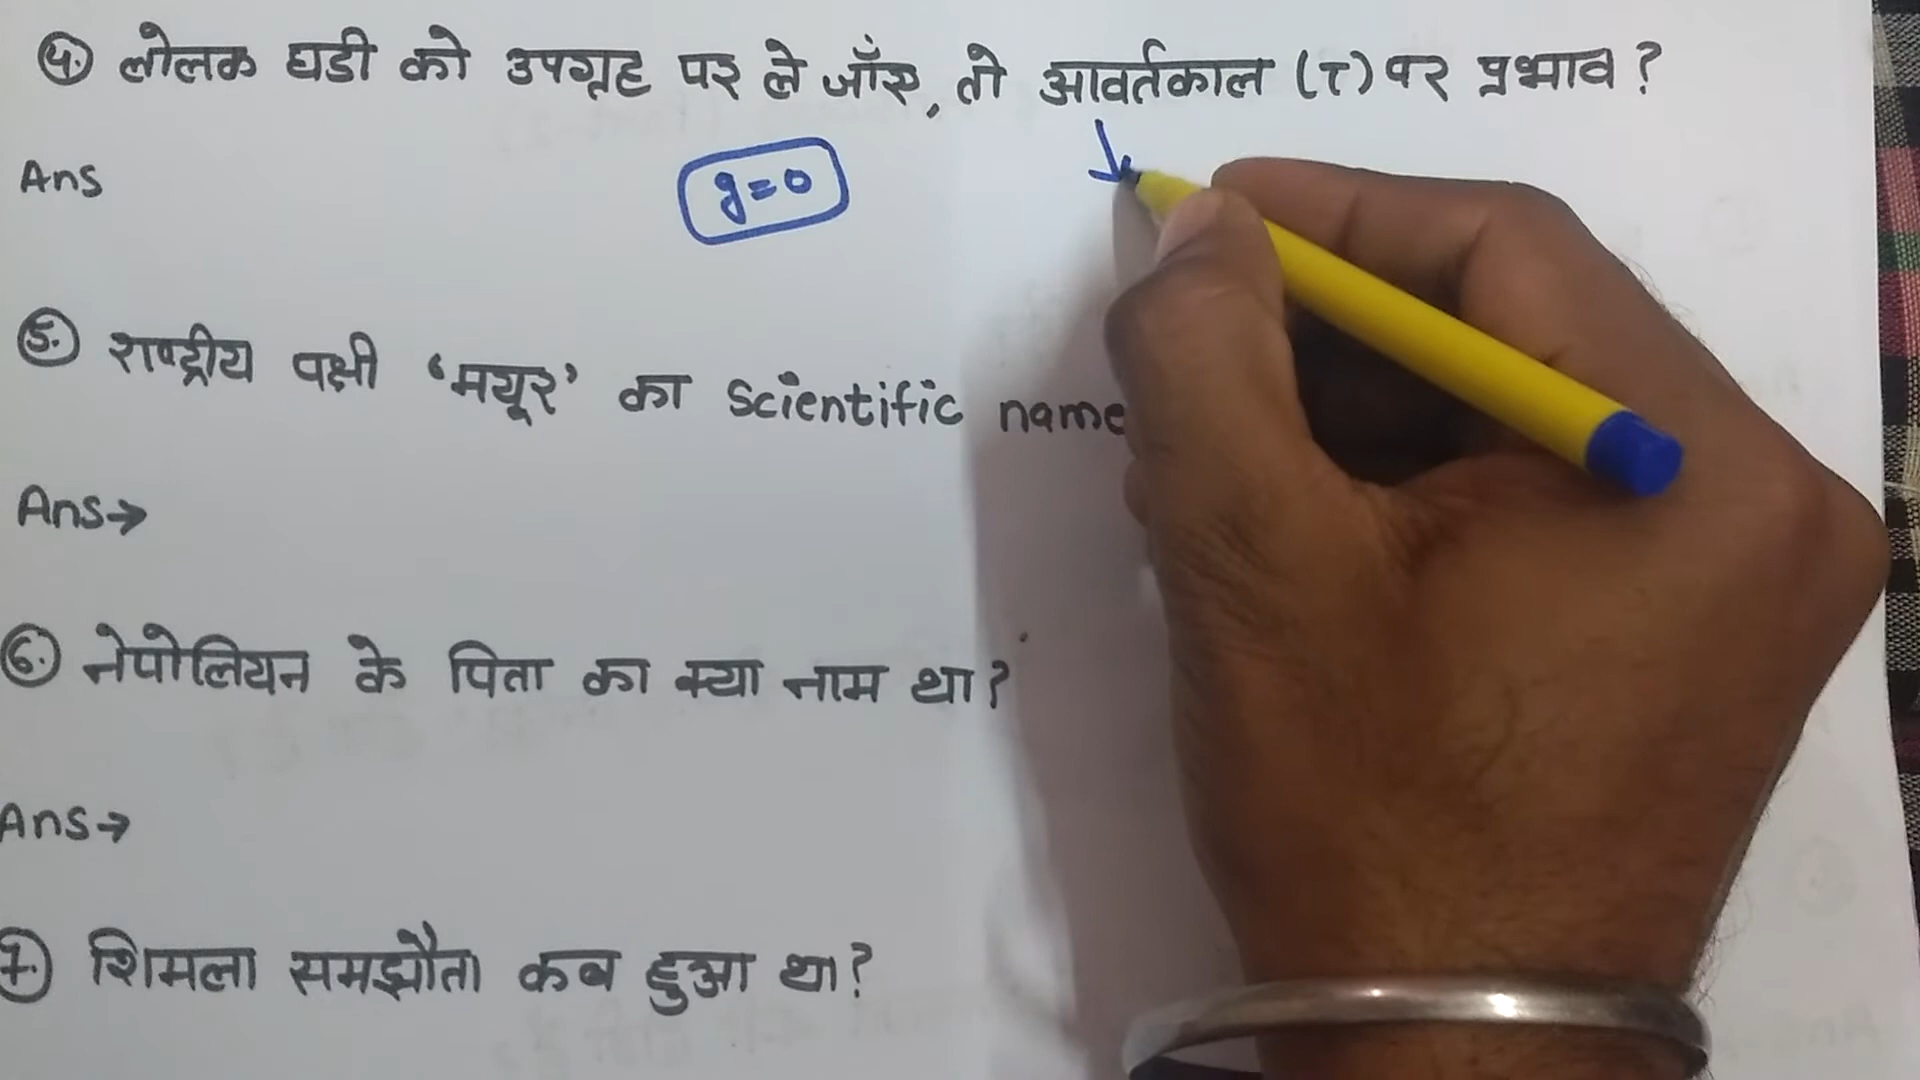 4. लोलक घडी को उपग्रह पर ले जाँए, तो आवर्तकाल (T) पर प्रभाव?
Ans
g=0
5. राष्ट्रीय पक्षी ‘मयूर’ का Scientific name
Ans→
6. नेपोलियन के पिता का क्या नाम था?
Ans→
7. शिमला समझौता कब हुआ था?